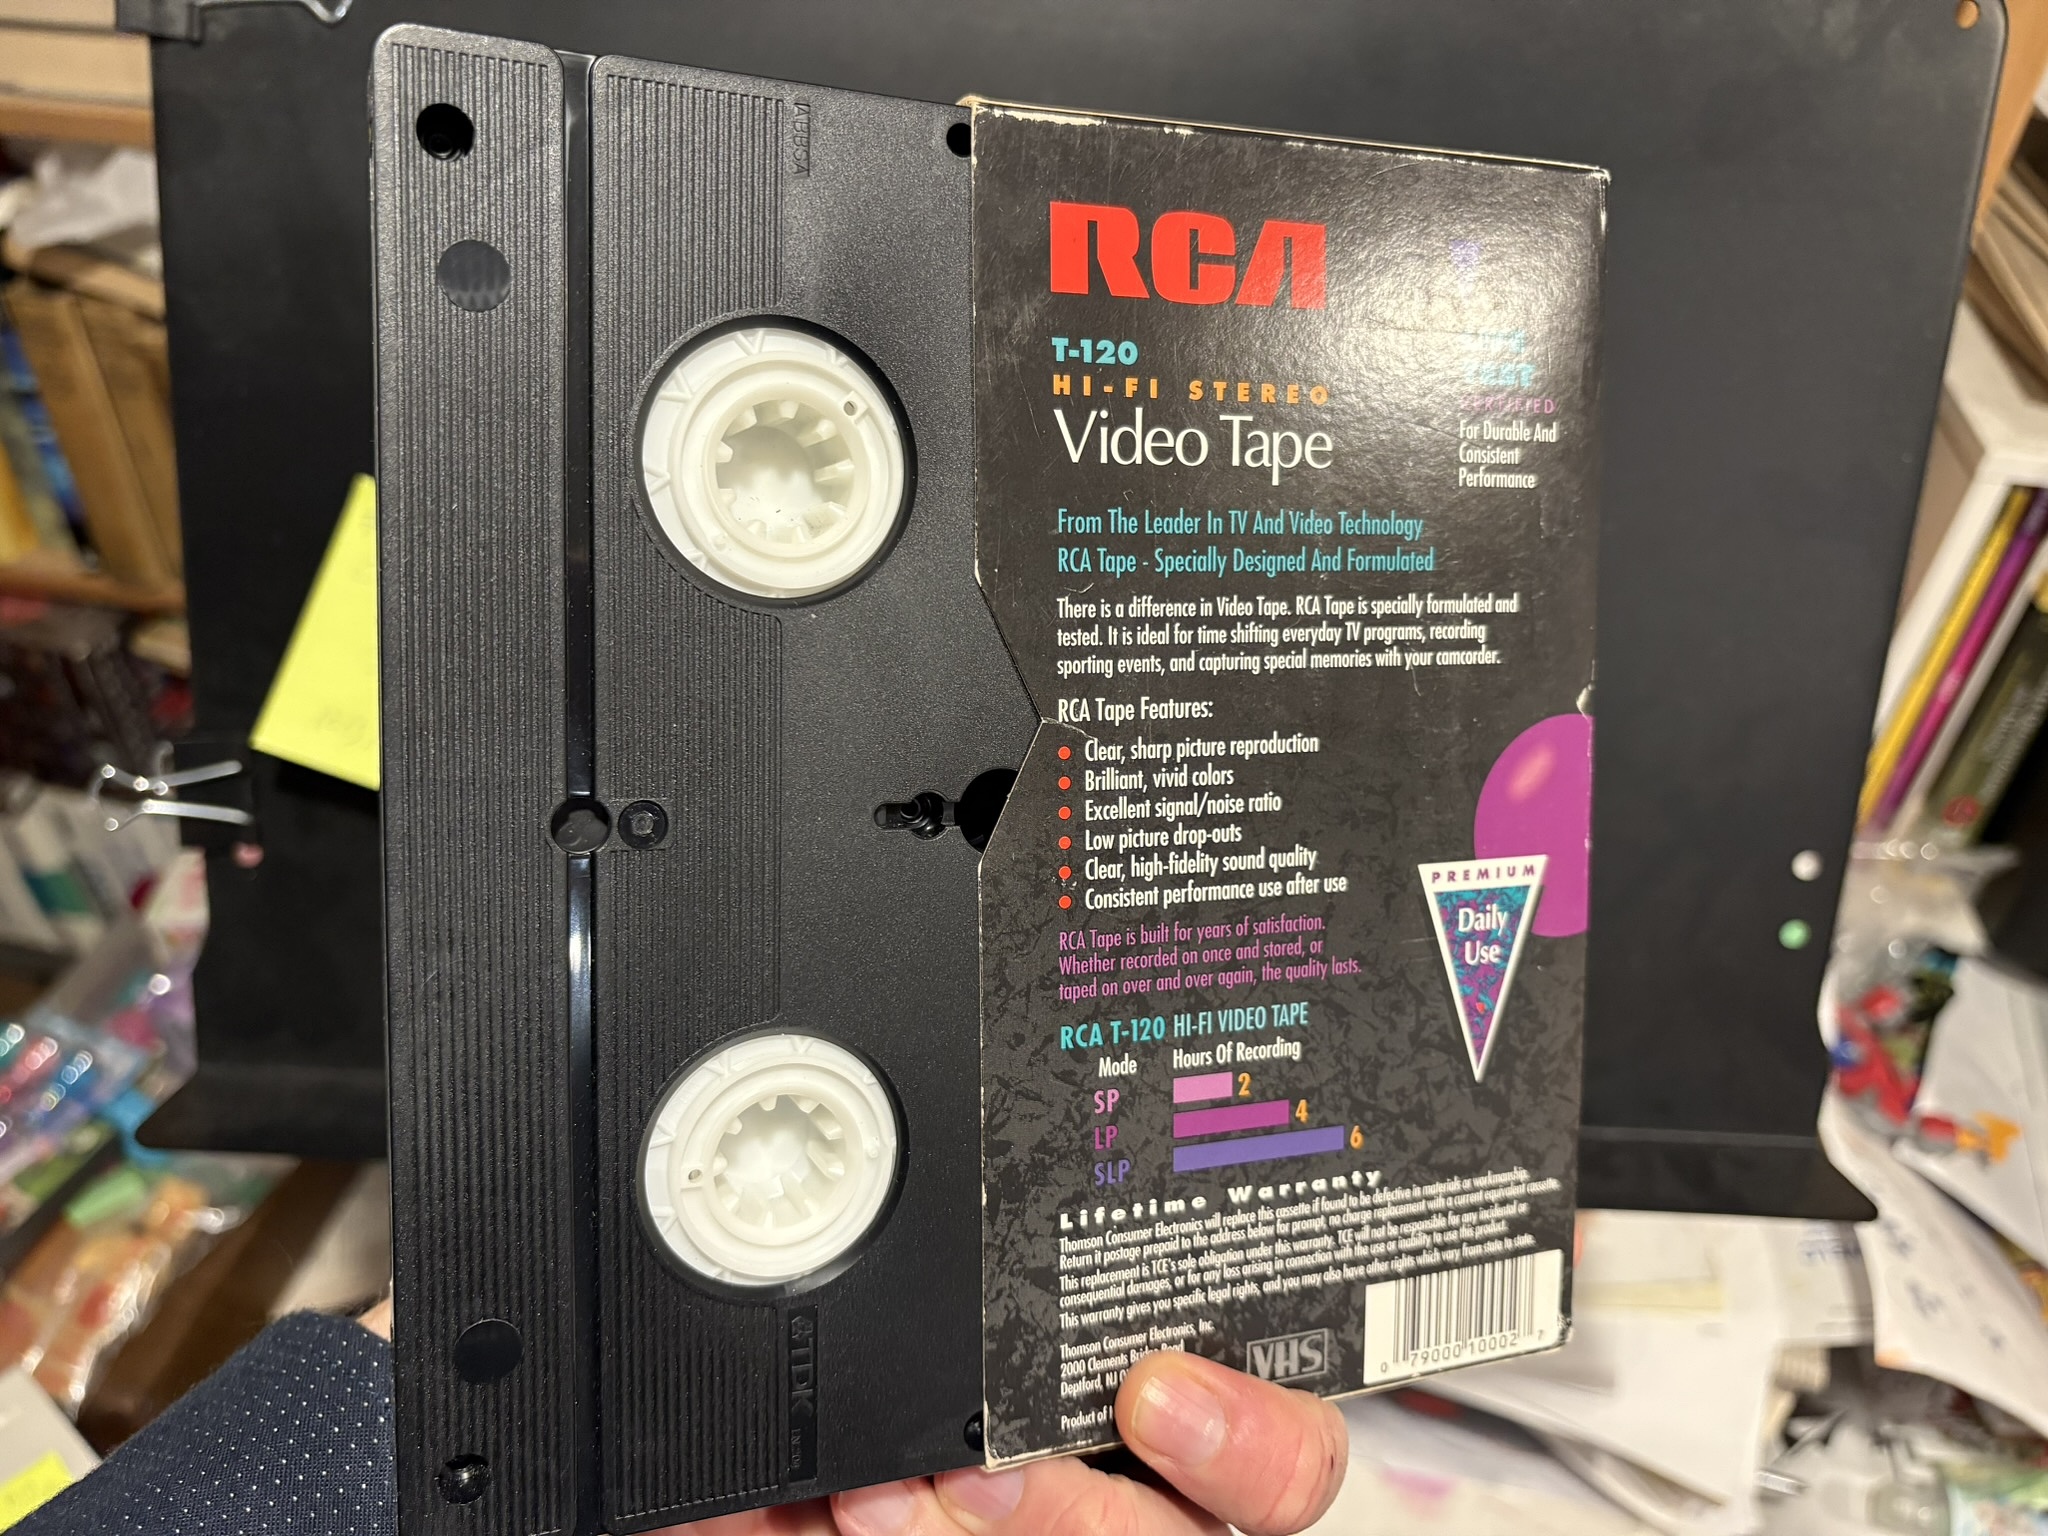 RCA
T-120
HI-FI STEREO
Video Tape
CERTIFIED
For Durable And
Consistent
Performance
From The Leader In TV And Video Technology
RCA Tape - Specially Designed And Formulated
There is a difference in Video Tape. RCA Tape is specially formulated and
tested. It is ideal for time shifting everyday TV programs, recording
sporting events, and capturing special memories with your camcorder.
RCA Tape Features:
Clear, sharp picture reproduction
Brilliant, vivid colors
Excellent signal/noise ratio
Low picture drop-outs
Clear, high-fidelity sound quality
Consistent performance use after use
PREMIUM
Daily
Use
RCA Tape is built for years of satisfaction.
Whether recorded on once and stored, or
taped on over and over again, the quality lasts.
RCA T-120 HI-FI VIDEO TAPE
Mode Hours Of Recording
SP 2
LP 4
SLP 6
Lifetime Warranty
Thomson Consumer Electronics will replace this cassette if found to be defective in materials or workmanship.
Return it postage prepaid to the address below for prompt, no charge replacement with a current equivalent cassette.
This replacement is TCE's sole obligation under this warranty. TCE will not be responsible for any incidental or
consequential damages, or for any loss arising in connection with the use or inability to use this product.
This warranty gives you specific legal rights, and you may also have other rights which vary from state to state.
Thomson Consumer Electronics, Inc.
2000 Clements Bridge Road
Deptford, NJ
Product of
VHS
0 79000 10002 7
TDK